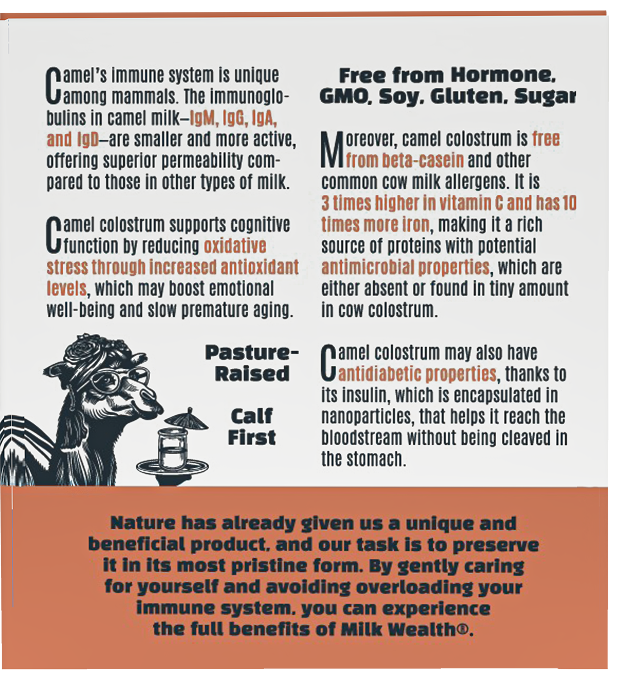 Camel's immune system is unique
among mammals. The immunoglo-
bulins in camel milk—IgM, IgG, IgA,
and IgD—are smaller and more active,
offering superior permeability com-
pared to those in other types of milk.
Camel colostrum supports cognitive
function by reducing oxidative
stress through increased antioxidant
levels, which may boost emotional
well-being and slow premature aging.
Pasture-
Raised
Calf
First
Free from Hormone,
GMO, Soy, Gluten, Sugar
Moreover, camel colostrum is free
from beta-casein and other
common cow milk allergens. It is
3 times higher in vitamin C and has 10
times more iron, making it a rich
source of proteins with potential
antimicrobial properties, which are
either absent or found in tiny amount
in cow colostrum.
Camel colostrum may also have
antidiabetic properties, thanks to
its insulin, which is encapsulated in
nanoparticles, that helps it reach the
bloodstream without being cleaved in
the stomach.
Nature has already given us a unique and
beneficial product, and our task is to preserve
it in its most pristine form. By gently caring
for yourself and avoiding overloading your
immune system, you can experience
the full benefits of Milk Wealth®.